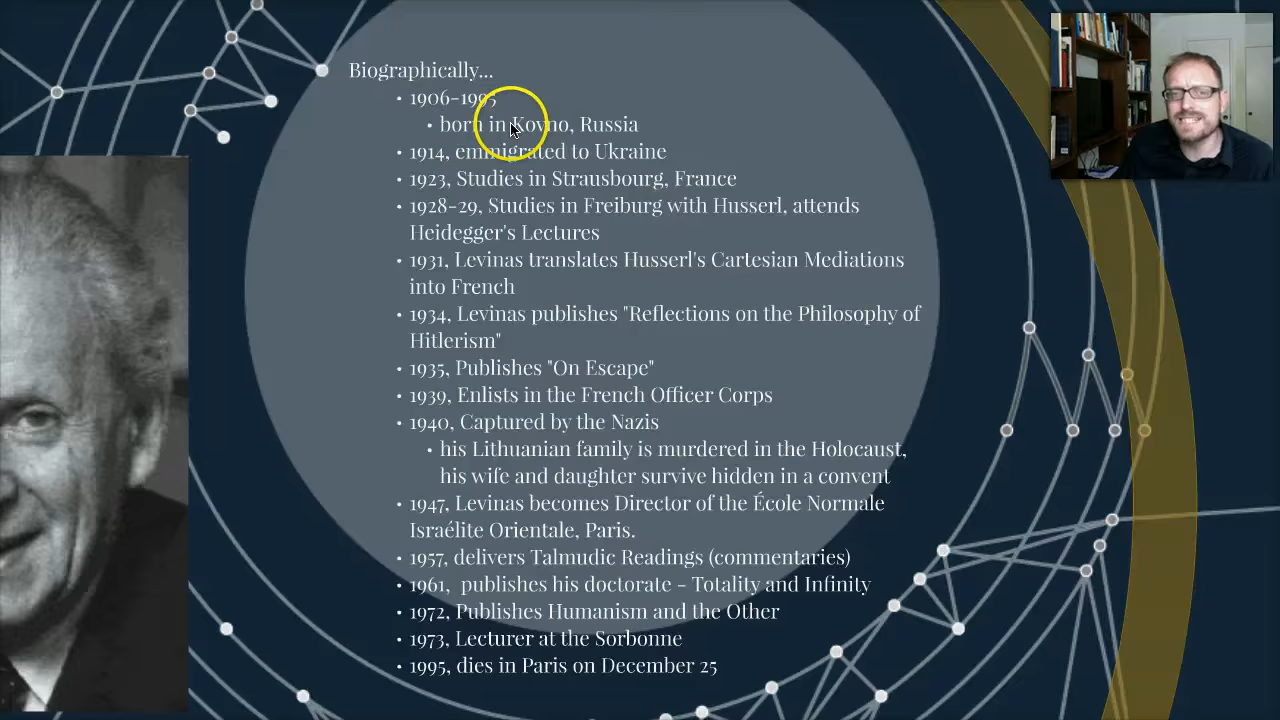 Biographically...
• 1906-1995
• born in Kovno, Russia
• 1914, emmigrated to Ukraine
• 1923, Studies in Strausbourg, France
• 1928-29, Studies in Freiburg with Husserl, attends
Heidegger's Lectures
• 1931, Levinas translates Husserl's Cartesian Mediations
into French
• 1934, Levinas publishes "Reflections on the Philosophy of
Hitlerism"
• 1935, Publishes "On Escape"
• 1939, Enlists in the French Officer Corps
• 1940, Captured by the Nazis
• his Lithuanian family is murdered in the Holocaust,
his wife and daughter survive hidden in a convent
• 1947, Levinas becomes Director of the École Normale
Israélite Orientale, Paris.
• 1957, delivers Talmudic Readings (commentaries)
• 1961, publishes his doctorate - Totality and Infinity
• 1972, Publishes Humanism and the Other
• 1973, Lecturer at the Sorbonne
• 1995, dies in Paris on December 25